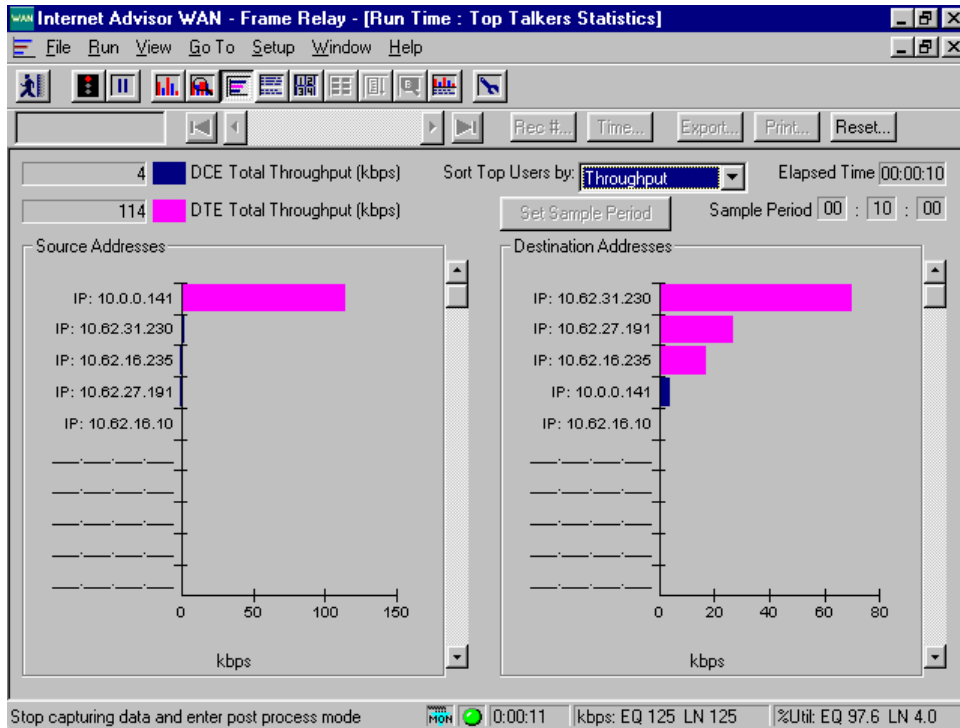 WAN Internet Advisor WAN - Frame Relay - [Run Time : Top Talkers Statistics]
File Run View Go To Setup Window Help
Rec #... Time... Export... Print... Reset...
4 DCE Total Throughput (kbps) Sort Top Users by: Throughput Elapsed Time 00:00:10
114 DTE Total Throughput (kbps) Set Sample Period Sample Period 00 : 10 : 00
Source Addresses
IP: 10.0.0.141
IP: 10.62.31.230
IP: 10.62.16.235
IP: 10.62.27.191
IP: 10.62.16.10
0 50 100 150
kbps
Destination Addresses
IP: 10.62.31.230
IP: 10.62.27.191
IP: 10.62.16.235
IP: 10.0.0.141
IP: 10.62.16.10
0 20 40 60 80
kbps
Stop capturing data and enter post process mode MON 0:00:11 kbps: EQ 125 LN 125 %Util: EQ 97.6 LN 4.0